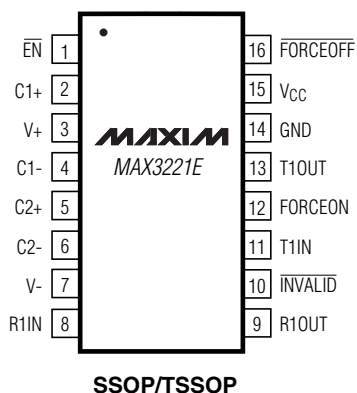 EN 1 16 FORCEOFF
C1+ 2 15 VCC
V+ 3 14 GND
MAXIM
C1- 4 MAX3221E 13 T1OUT
C2+ 5 12 FORCEON
C2- 6 11 T1IN
V- 7 10 INVALID
R1IN 8 9 R1OUT
SSOP/TSSOP